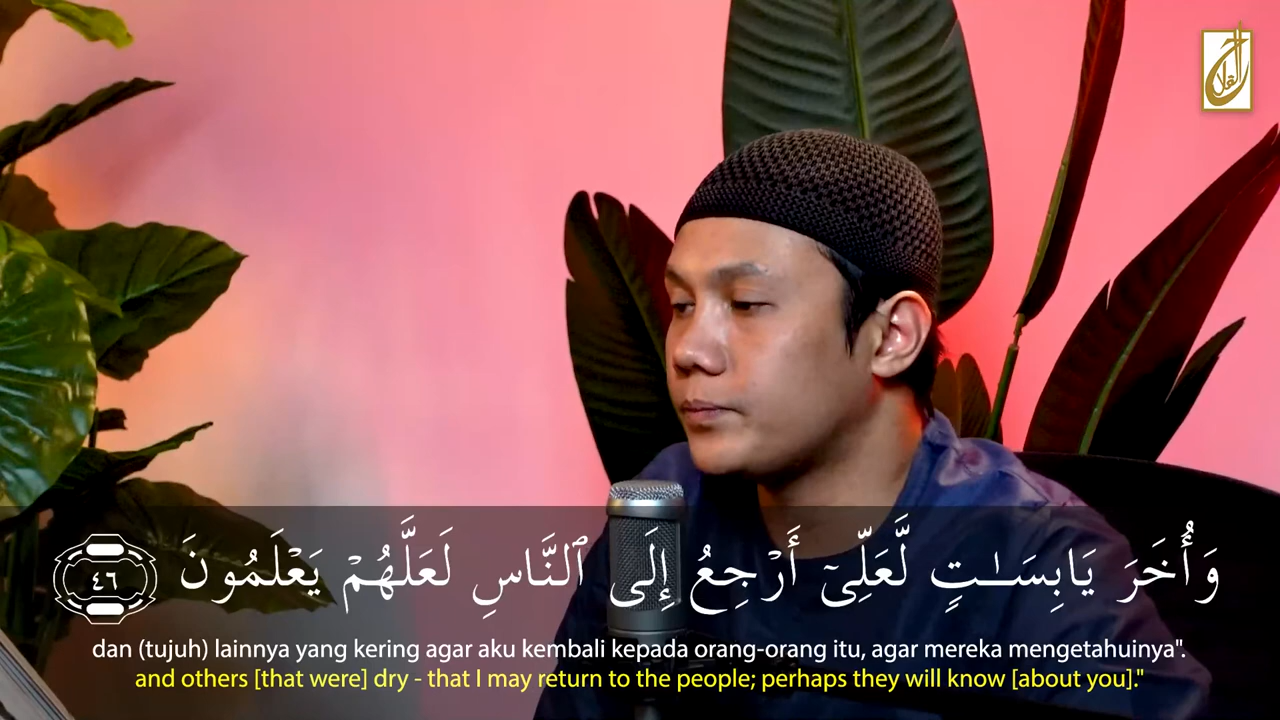 القلاح
وَأُخَرَ يَابِسَـٰتٍ لَّعَلِّىٓ أَرْجِعُ إِلَى ٱلنَّاسِ لَعَلَّهُمْ يَعْلَمُونَ ٤٦
dan (tujuh) lainnya yang kering agar aku kembali kepada orang-orang itu, agar mereka mengetahuinya".
and others [that were] dry - that I may return to the people; perhaps they will know [about you]."